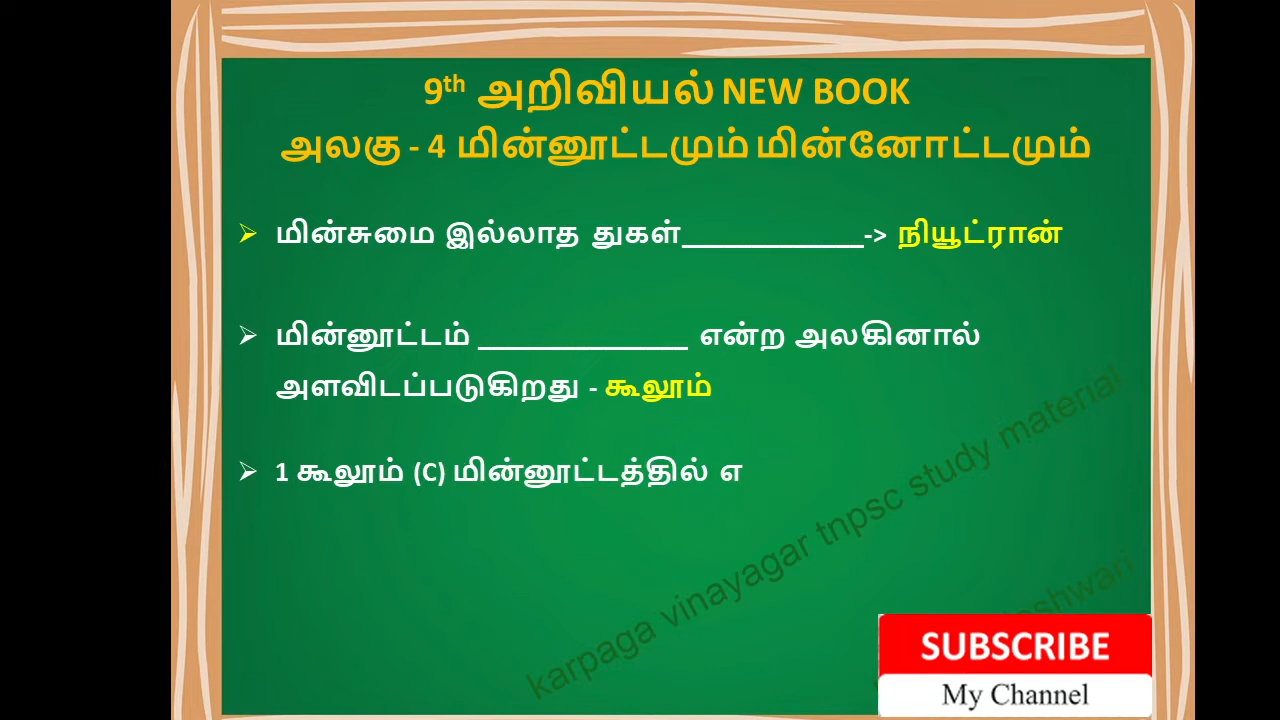 9th அறிவியல் NEW BOOK
அலகு - 4 மின்னூட்டமும் மின்னோட்டமும்
➢ மின்சுமை இல்லாத துகள்____________-> நியூட்ரான்
➢ மின்னூட்டம் ______________ என்ற அலகினால்
அளவிடப்படுகிறது - கூலூம்
➢ 1 கூலூம் (C) மின்னூட்டத்தில் எ
karpaga vinayagar tnpsc study material
SUBSCRIBE
My Channel